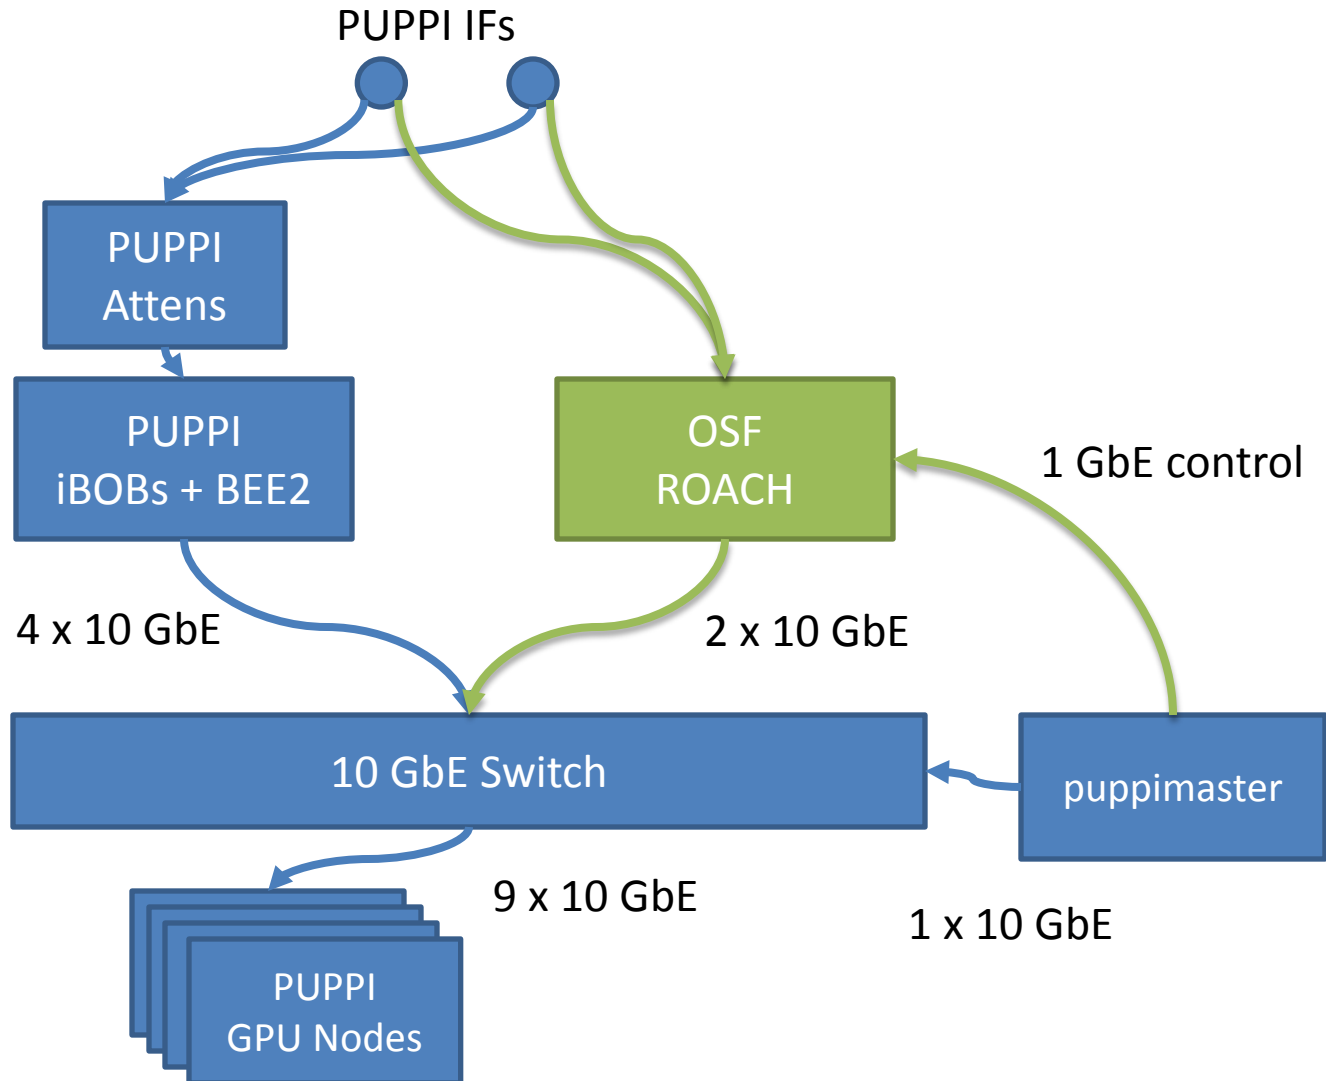 PUPPI IFs
PUPPI
Attens
PUPPI
iBOBs + BEE2
OSF
ROACH
1 GbE control
4 x 10 GbE
2 x 10 GbE
10 GbE Switch
puppimaster
9 x 10 GbE
1 x 10 GbE
PUPPI
GPU Nodes